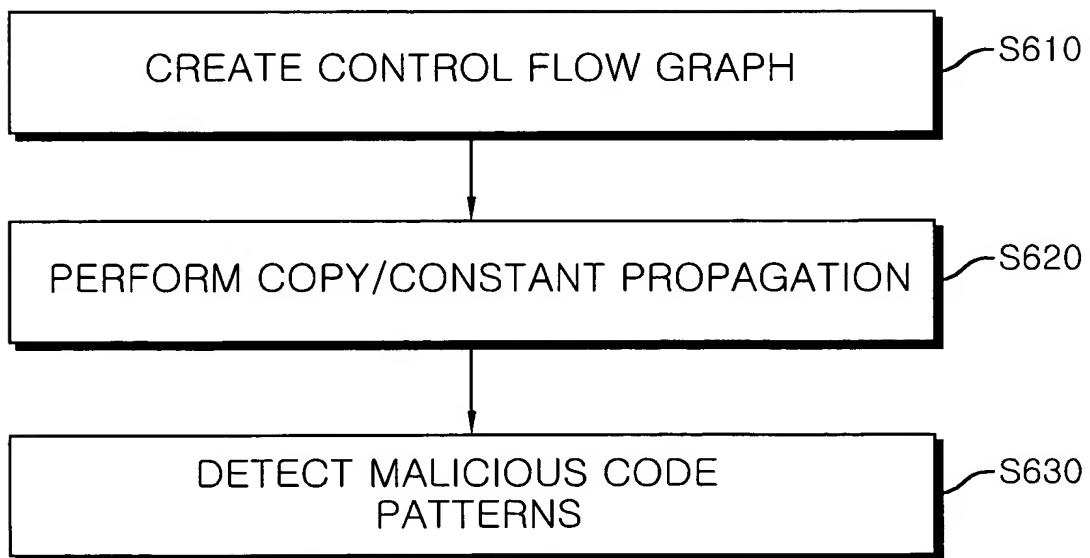 CREATE CONTROL FLOW GRAPH
S610
PERFORM COPY/CONSTANT PROPAGATION
S620
DETECT MALICIOUS CODE
PATTERNS
S630